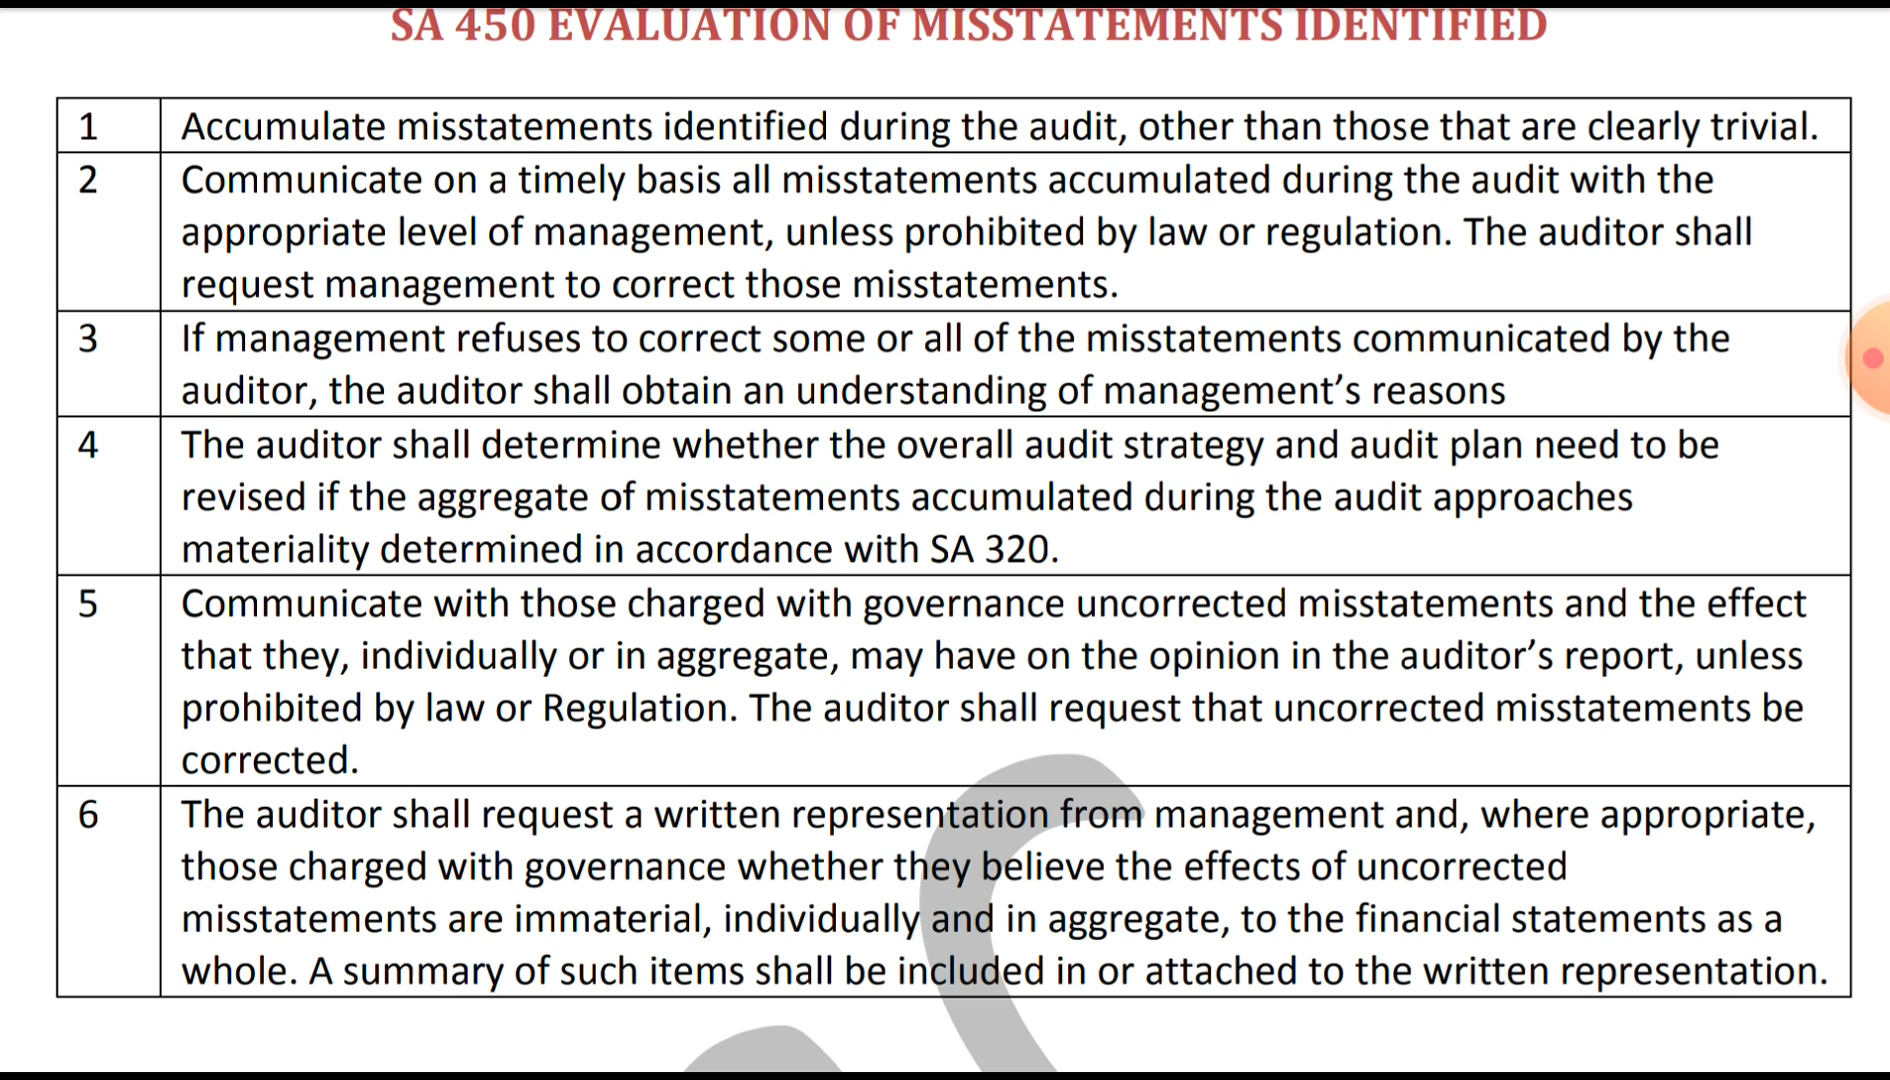 SA 450 EVALUATION OF MISSTATEMENTS IDENTIFIED
1 Accumulate misstatements identified during the audit, other than those that are clearly trivial.
2 Communicate on a timely basis all misstatements accumulated during the audit with the
appropriate level of management, unless prohibited by law or regulation. The auditor shall
request management to correct those misstatements.
3 If management refuses to correct some or all of the misstatements communicated by the
auditor, the auditor shall obtain an understanding of management’s reasons
4 The auditor shall determine whether the overall audit strategy and audit plan need to be
revised if the aggregate of misstatements accumulated during the audit approaches
materiality determined in accordance with SA 320.
5 Communicate with those charged with governance uncorrected misstatements and the effect
that they, individually or in aggregate, may have on the opinion in the auditor’s report, unless
prohibited by law or Regulation. The auditor shall request that uncorrected misstatements be
corrected.
6 The auditor shall request a written representation from management and, where appropriate,
those charged with governance whether they believe the effects of uncorrected
misstatements are immaterial, individually and in aggregate, to the financial statements as a
whole. A summary of such items shall be included in or attached to the written representation.